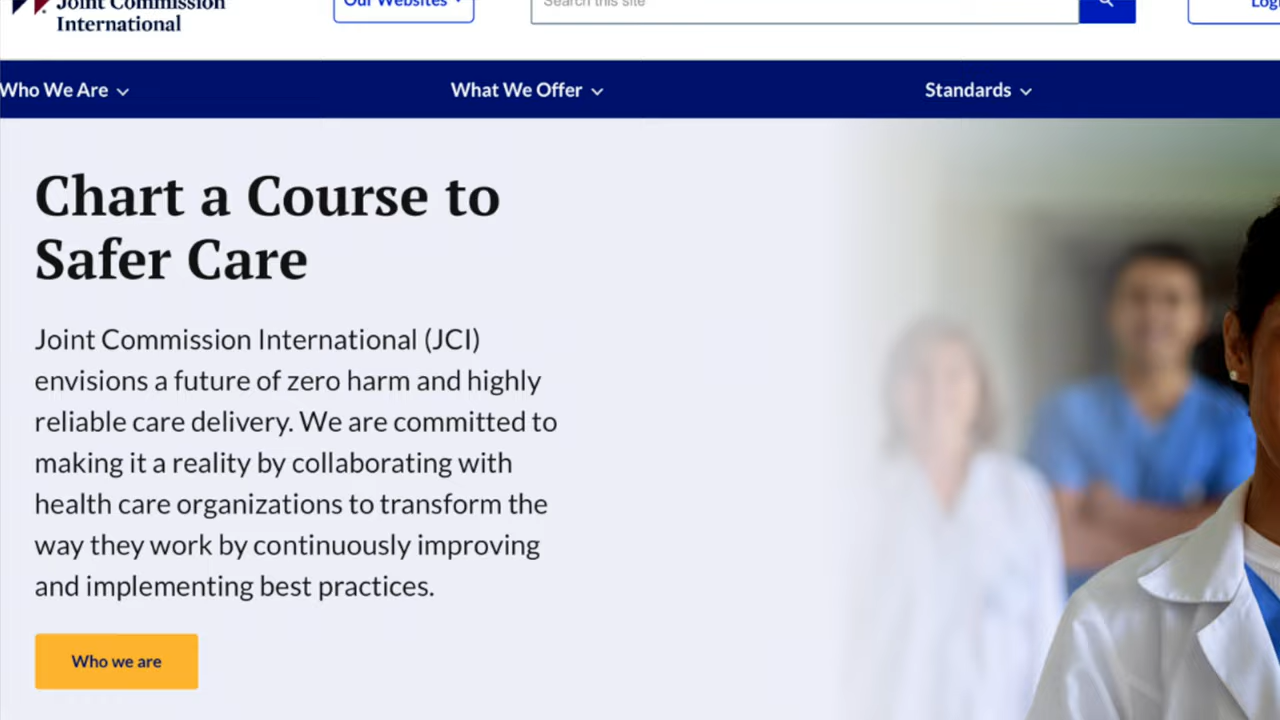 Joint Commission
International
Our Websites
Search this site
Login
Who We Are
What We Offer
Standards
Chart a Course to
Safer Care
Joint Commission International (JCI)
envisions a future of zero harm and highly
reliable care delivery. We are committed to
making it a reality by collaborating with
health care organizations to transform the
way they work by continuously improving
and implementing best practices.
Who we are